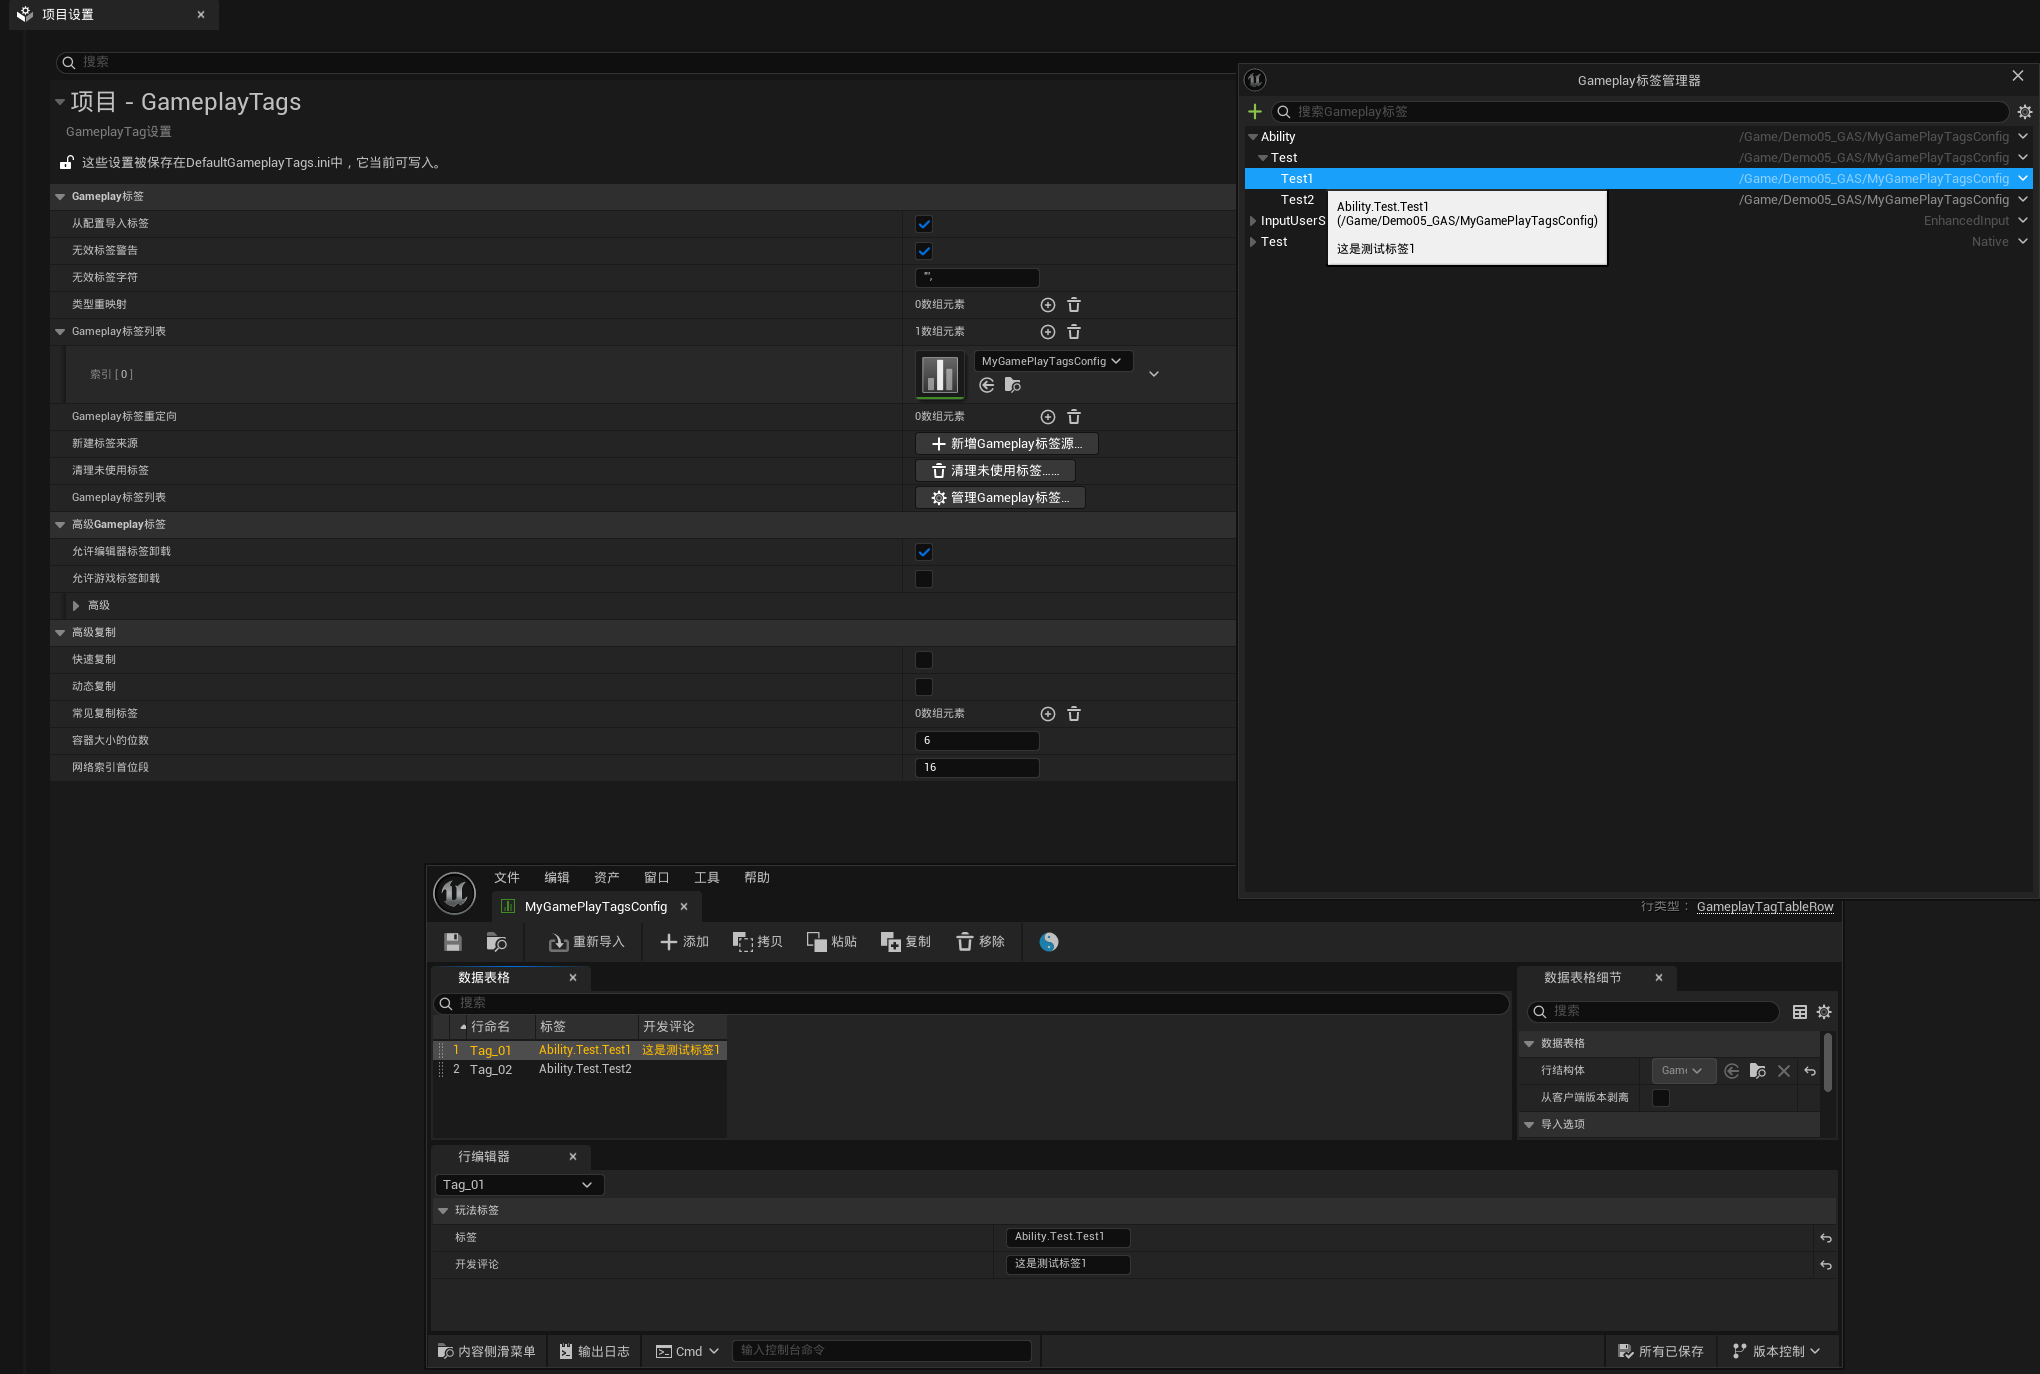 项目设置
搜索
项目 - GameplayTags
GameplayTag设置
这些设置被保存在DefaultGameplayTags.ini中，它当前可写入。
Gameplay标签
从配置导入标签
无效标签警告
无效标签字符 "',
类型重映射 0数组元素
Gameplay标签列表 1数组元素
索引 [ 0 ] MyGamePlayTagsConfig
Gameplay标签重定向 0数组元素
新建标签来源 新增Gameplay标签源...
清理未使用标签 清理未使用标签……
Gameplay标签列表 管理Gameplay标签...
高级Gameplay标签
允许编辑器标签卸载
允许游戏标签卸载
高级
高级复制
快速复制
动态复制
常见复制标签 0数组元素
容器大小的位数 6
网络索引首位段 16
Gameplay标签管理器
搜索Gameplay标签
Ability /Game/Demo05_GAS/MyGamePlayTagsConfig
Test /Game/Demo05_GAS/MyGamePlayTagsConfig
Test1 /Game/Demo05_GAS/MyGamePlayTagsConfig
Test2 /Game/Demo05_GAS/MyGamePlayTagsConfig
InputUserS EnhancedInput
Test Native
Ability.Test.Test1
(/Game/Demo05_GAS/MyGamePlayTagsConfig)
这是测试标签1
文件 编辑 资产 窗口 工具 帮助
MyGamePlayTagsConfig
行类型： GameplayTagTableRow
重新导入 添加 拷贝 粘贴 复制 移除
数据表格
搜索
行命名 标签 开发评论
1 Tag_01 Ability.Test.Test1 这是测试标签1
2 Tag_02 Ability.Test.Test2
数据表格细节
搜索
数据表格
行结构体 Game
从客户端版本剥离
导入选项
行编辑器
Tag_01
玩法标签
标签 Ability.Test.Test1
开发评论 这是测试标签1
内容侧滑菜单 输出日志 Cmd 输入控制台命令 所有已保存 版本控制